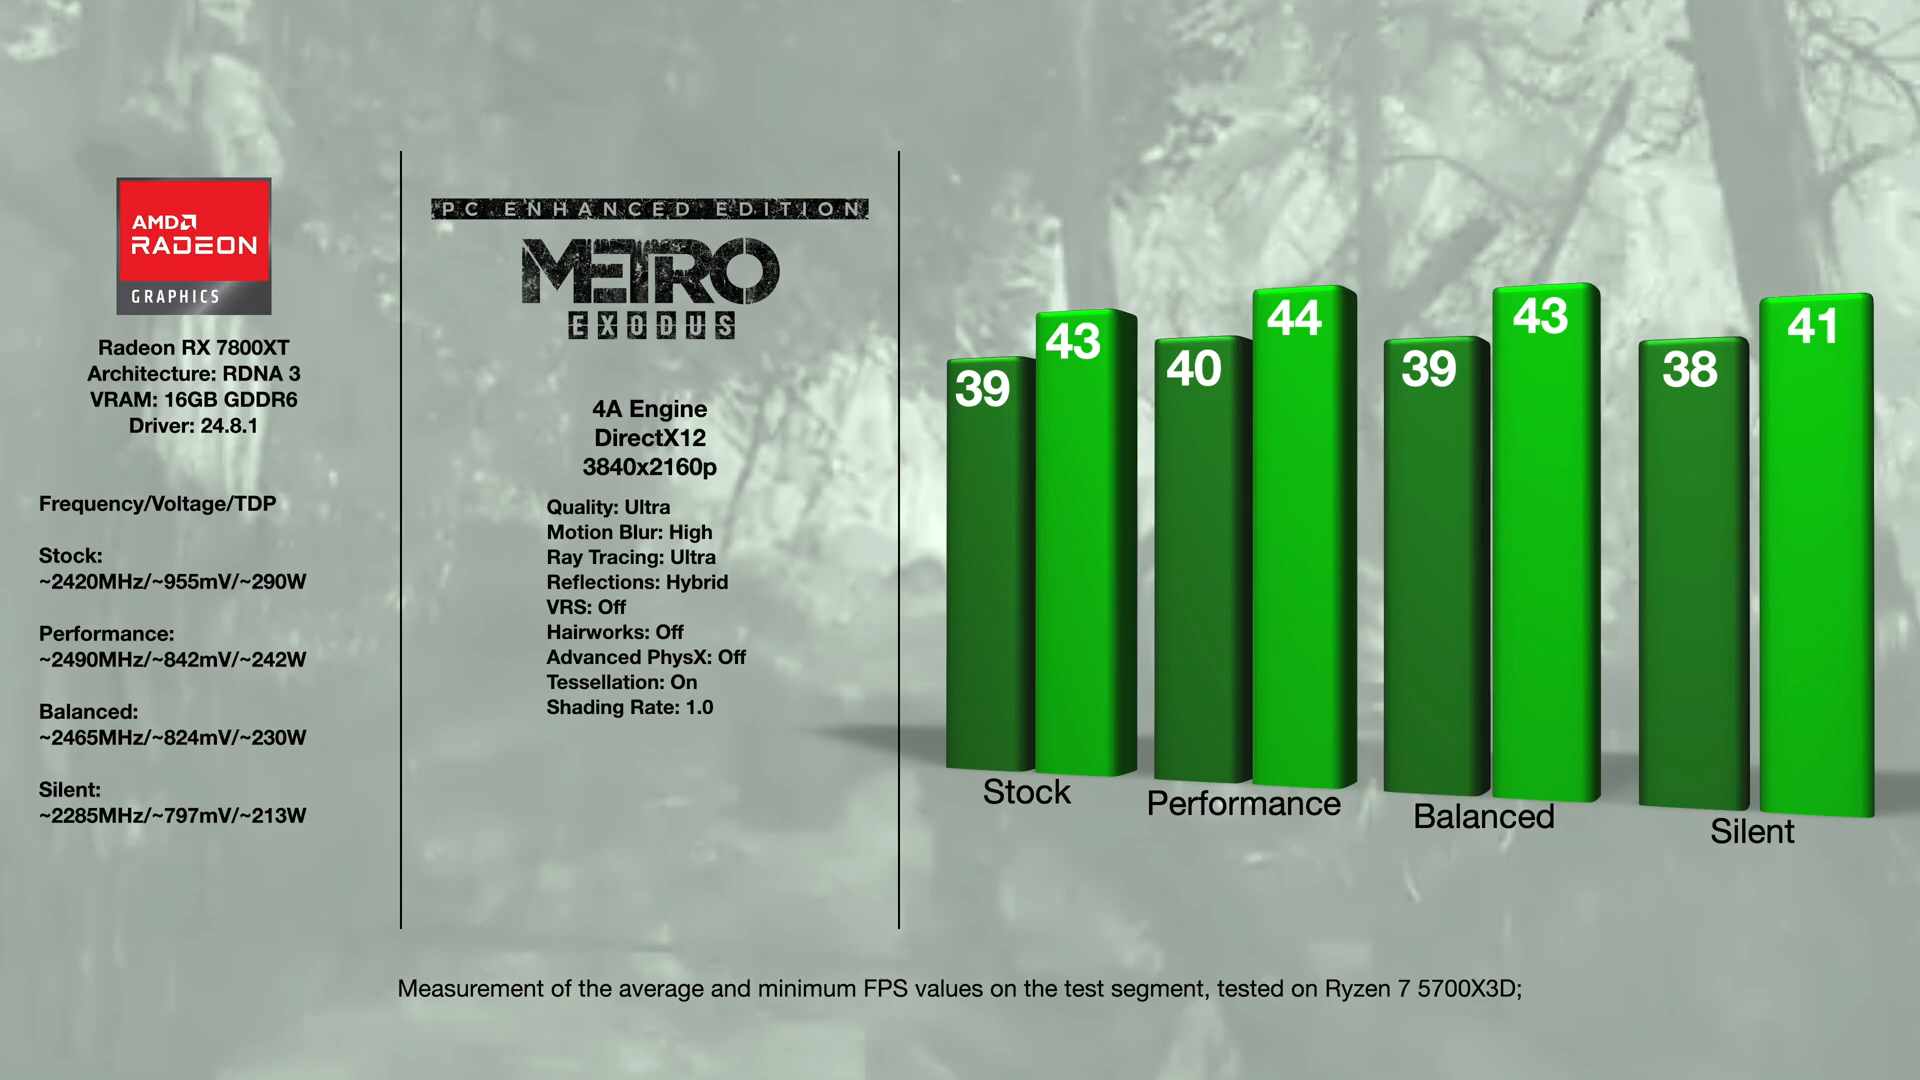 AMD
RADEON
GRAPHICS
Radeon RX 7800XT
Architecture: RDNA 3
VRAM: 16GB GDDR6
Driver: 24.8.1
Frequency/Voltage/TDP
Stock:
~2420MHz/~955mV/~290W
Performance:
~2490MHz/~842mV/~242W
Balanced:
~2465MHz/~824mV/~230W
Silent:
~2285MHz/~797mV/~213W
PC ENHANCED EDITION
METRO
EXODUS
4A Engine
DirectX12
3840x2160p
Quality: Ultra
Motion Blur: High
Ray Tracing: Ultra
Reflections: Hybrid
VRS: Off
Hairworks: Off
Advanced PhysX: Off
Tessellation: On
Shading Rate: 1.0
39
43
40
44
39
43
38
41
Stock
Performance
Balanced
Silent
Measurement of the average and minimum FPS values on the test segment, tested on Ryzen 7 5700X3D;